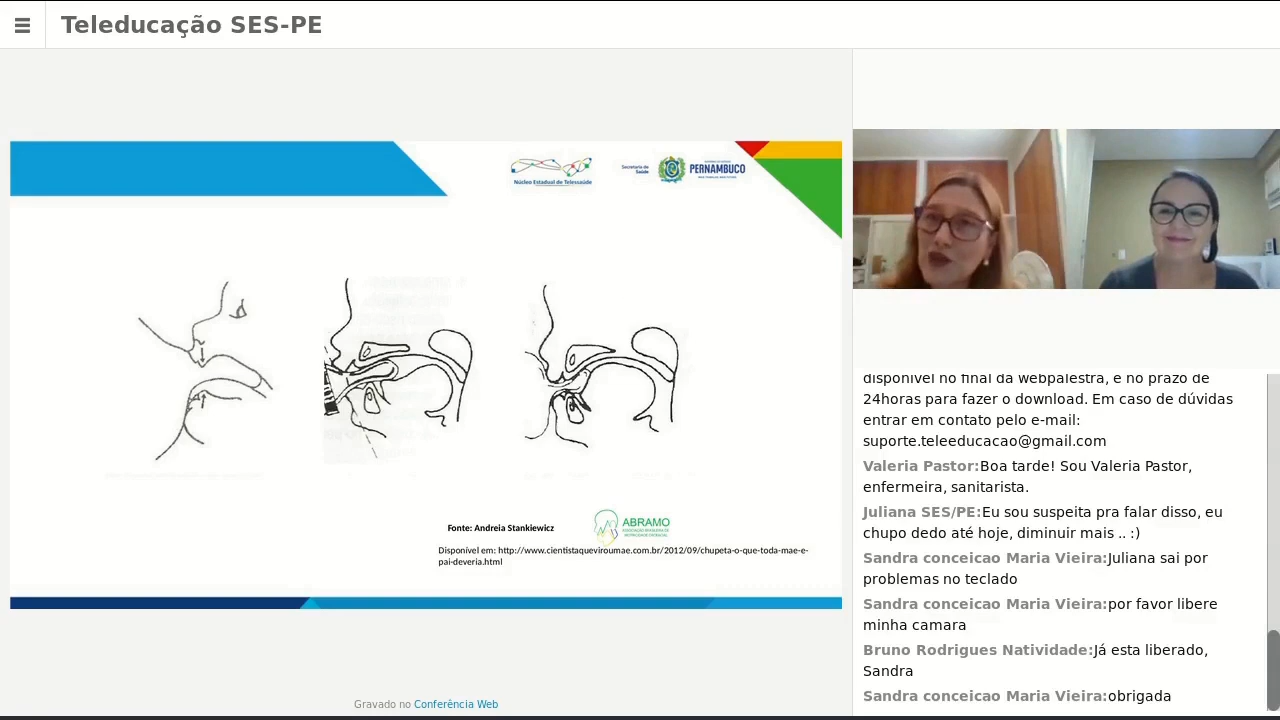 Teleducação SES-PE
Núcleo Estadual de Telessaúde
Secretaria de
Saúde
PERNAMBUCO
Fonte: Andreia Stankiewicz
ABRAMO
Disponível em: http://www.cientistaqueviroumae.com.br/2012/09/chupeta-o-que-toda-mae-e-
pai-deveria.html
Gravado no Conferência Web
disponível no final da webpalestra, e no prazo de
24horas para fazer o download. Em caso de dúvidas
entrar em contato pelo e-mail:
suporte.teleeducacao@gmail.com
Valeria Pastor:Boa tarde! Sou Valeria Pastor,
enfermeira, sanitarista.
Juliana SES/PE:Eu sou suspeita pra falar disso, eu
chupo dedo até hoje, diminuir mais .. :)
Sandra conceicao Maria Vieira:Juliana sai por
problemas no teclado
Sandra conceicao Maria Vieira:por favor libere
minha camara
Bruno Rodrigues Natividade:Já esta liberado,
Sandra
Sandra conceicao Maria Vieira:obrigada